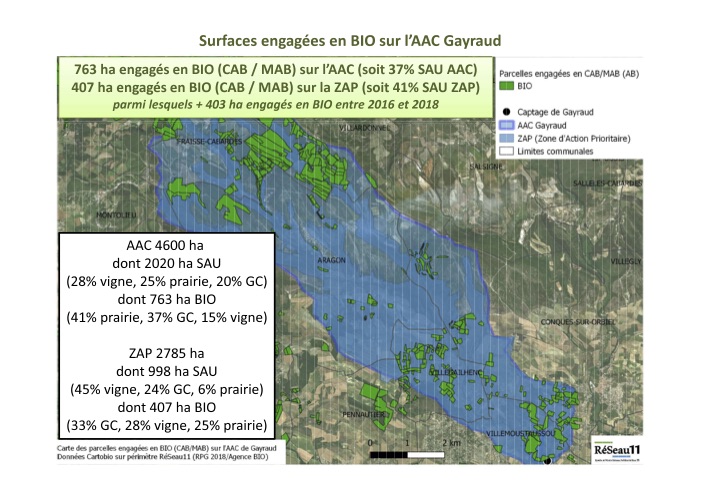 Surfaces engagées en BIO sur l'AAC Gayraud
763 ha engagés en BIO (CAB / MAB) sur l'AAC (soit 37% SAU AAC)
407 ha engagés en BIO (CAB / MAB) sur la ZAP (soit 41% SAU ZAP)
parmi lesquels + 403 ha engagés en BIO entre 2016 et 2018
Parcelles engagées en CAB/MAB (AB)
BIO
Captage de Gayraud
AAC Gayraud
ZAP (Zone d'Action Prioritaire)
Limites communales
VILLARDONNEL
FRAISSE-CABARDES
SALSIGNE
SALLELES-CABARDES
MONTOLIEU
ARAGON
VILLEGLY
CONQUES-SUR-ORBIEL
VILLEGAILHENC
PENNAUTIER
VILLEMOUSTAUSSOU
AAC 4600 ha
dont 2020 ha SAU
(28% vigne, 25% prairie, 20% GC)
dont 763 ha BIO
(41% prairie, 37% GC, 15% vigne)
ZAP 2785 ha
dont 998 ha SAU
(45% vigne, 24% GC, 6% prairie)
dont 407 ha BIO
(33% GC, 28% vigne, 25% prairie)
0 1 2 km
Carte des parcelles engagées en BIO (CAB/MAB) sur l'AAC de Gayraud
Données Cartobio sur périmètre RéSeau11 (RPG 2018/Agence BIO)
RéSeau11